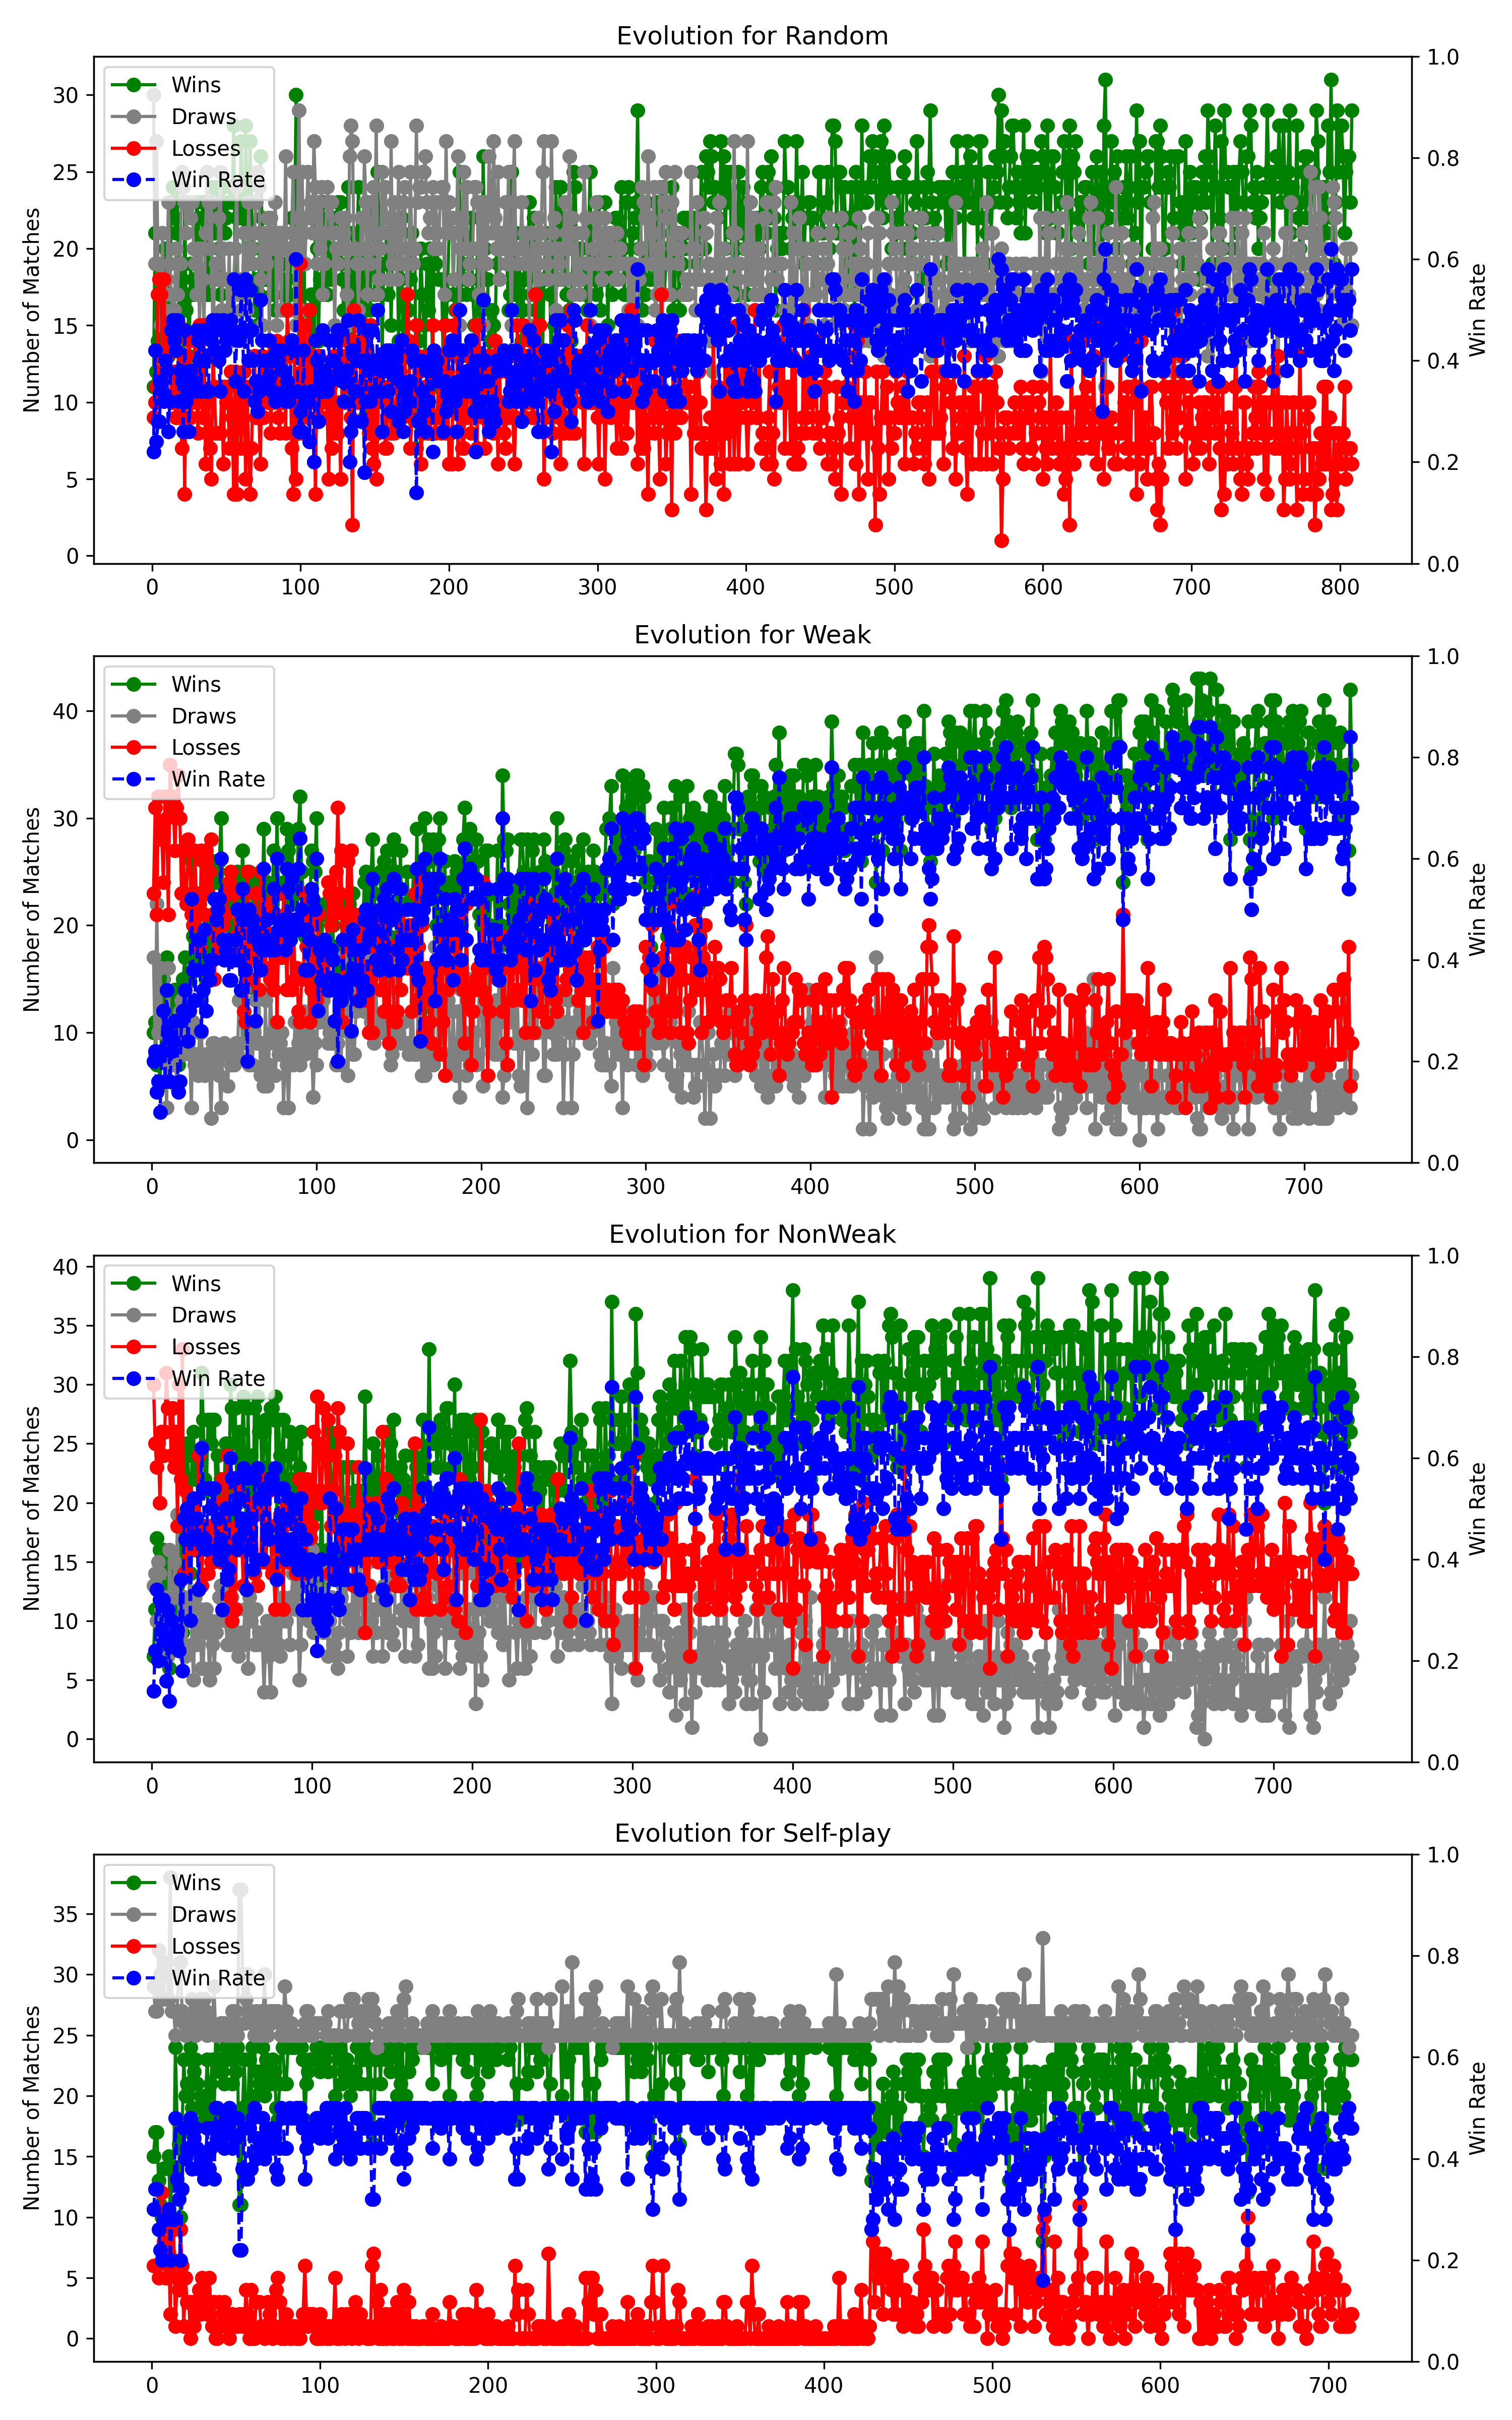 Evolution for Random
Wins
Draws
Losses
Win Rate
Number of Matches
Win Rate
30
25
20
15
10
5
0
1.0
0.8
0.6
0.4
0.2
0.0
0 100 200 300 400 500 600 700 800
Evolution for Weak
Wins
Draws
Losses
Win Rate
Number of Matches
Win Rate
40
30
20
10
0
1.0
0.8
0.6
0.4
0.2
0.0
0 100 200 300 400 500 600 700
Evolution for NonWeak
Wins
Draws
Losses
Win Rate
Number of Matches
Win Rate
40
35
30
25
20
15
10
5
0
1.0
0.8
0.6
0.4
0.2
0.0
0 100 200 300 400 500 600 700
Evolution for Self-play
Wins
Draws
Losses
Win Rate
Number of Matches
Win Rate
35
30
25
20
15
10
5
0
1.0
0.8
0.6
0.4
0.2
0.0
0 100 200 300 400 500 600 700